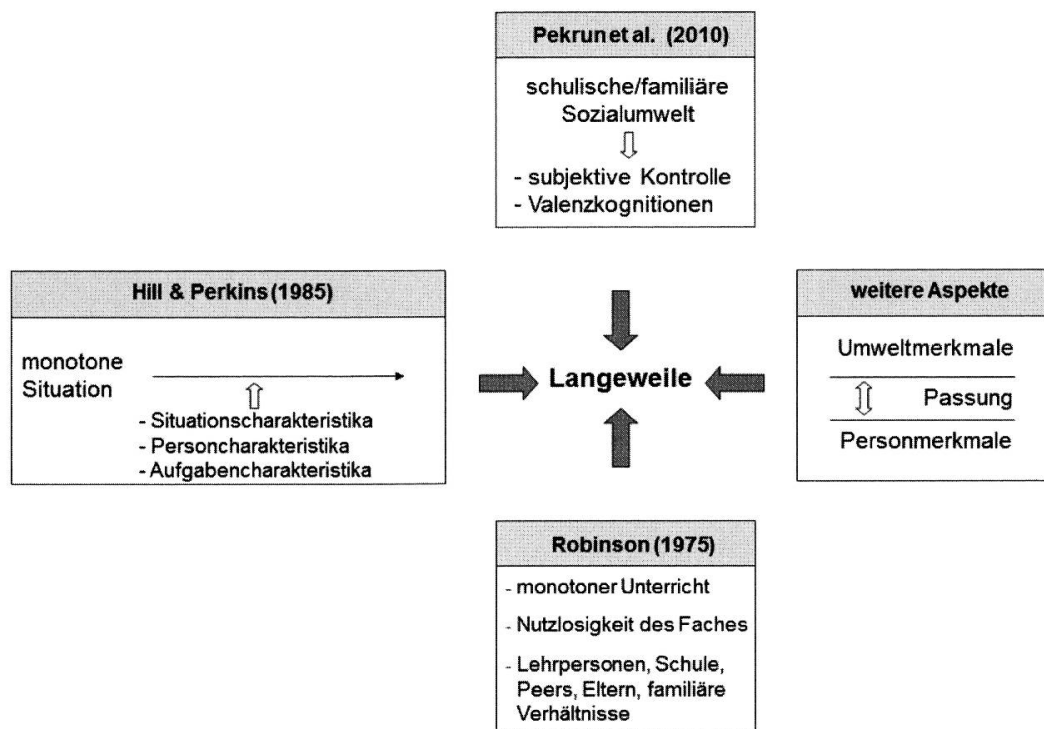 Pekrun et al. (2010)
schulische/familiäre
Sozialumwelt
- subjektive Kontrolle
- Valenzkognitionen
Hill & Perkins (1985)
monotone
Situation
- Situationscharakteristika
- Personcharakteristika
- Aufgabencharakteristika
Langeweile
weitere Aspekte
Umweltmerkmale
Passung
Personmerkmale
Robinson (1975)
- monotoner Unterricht
- Nutzlosigkeit des Faches
- Lehrpersonen, Schule,
Peers, Eltern, familiäre
Verhältnisse